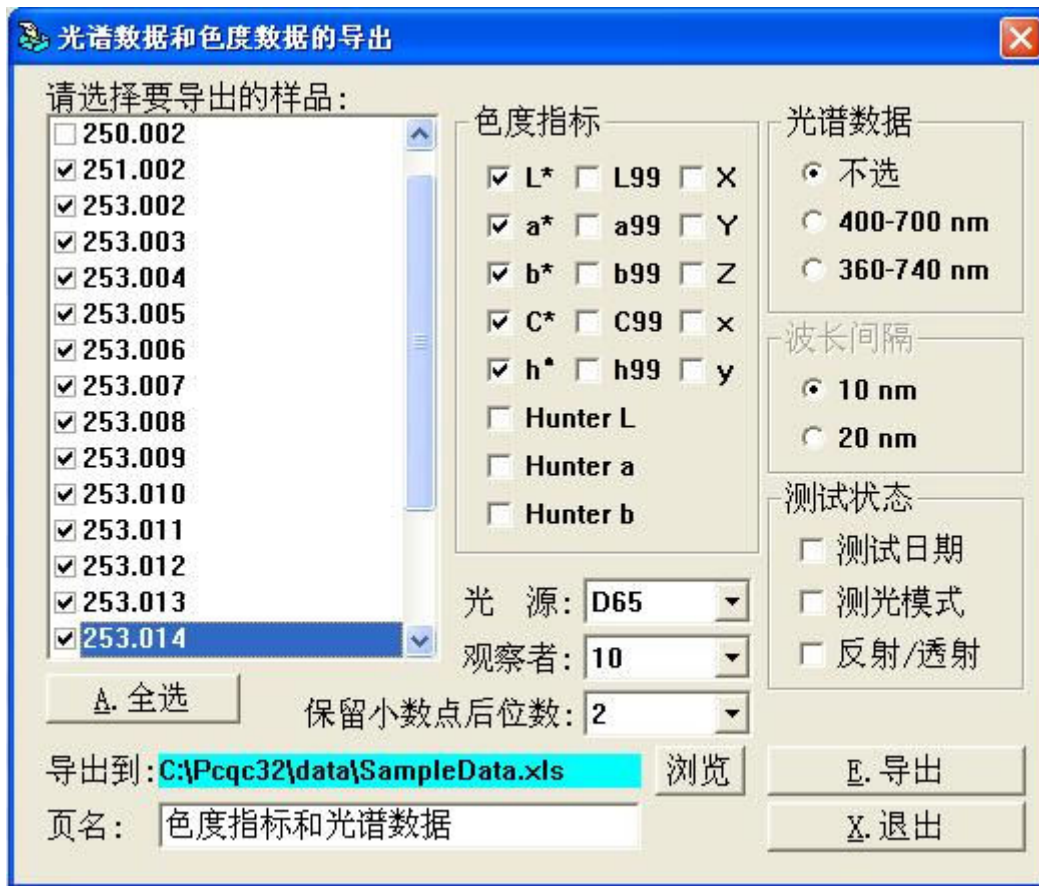 光谱数据和色度数据的导出
请选择要导出的样品:
250.002
251.002
253.002
253.003
253.004
253.005
253.006
253.007
253.008
253.009
253.010
253.011
253.012
253.013
253.014
A. 全选
色度指标
L* L99 X
a* a99 Y
b* b99 Z
C* C99 x
h° h99 y
Hunter L
Hunter a
Hunter b
光谱数据
不选
400-700 nm
360-740 nm
波长间隔
10 nm
20 nm
测试状态
测试日期
测光模式
反射/透射
光 源: D65
观察者: 10
保留小数点后位数: 2
导出到: C:\Pcqc32\data\SampleData.xls 浏览
页名: 色度指标和光谱数据
E. 导出
X. 退出